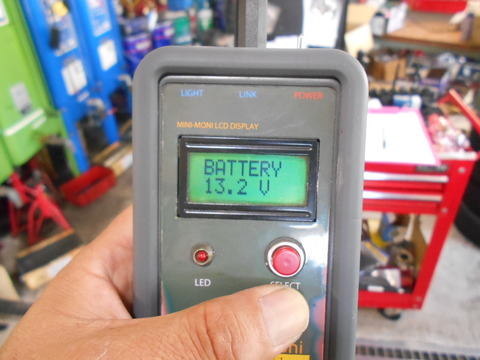 LIGHT LINK POWER
MINI-MONI LCD DISPLAY
BATTERY
13.2 V
LED SELECT